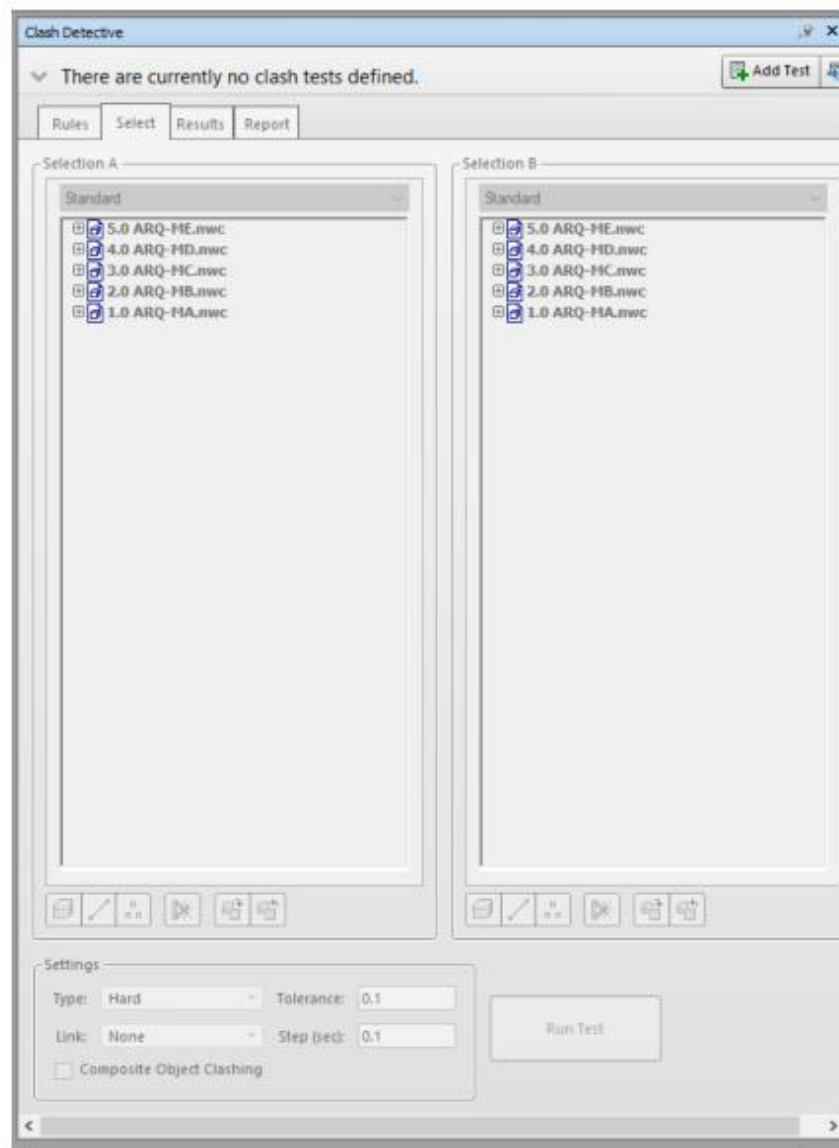 Clash Detective
There are currently no clash tests defined.
Add Test
Rules Select Results Report
Selection A
Standard
5.0 ARQ-ME.nwc
4.0 ARQ-MD.nwc
3.0 ARQ-MC.nwc
2.0 ARQ-MB.nwc
1.0 ARQ-MA.nwc
Selection B
Standard
5.0 ARQ-ME.nwc
4.0 ARQ-MD.nwc
3.0 ARQ-MC.nwc
2.0 ARQ-MB.nwc
1.0 ARQ-MA.nwc
Settings
Type: Hard Tolerance: 0.1
Link: None Step (sec): 0.1
Composite Object Clashing
Run Test